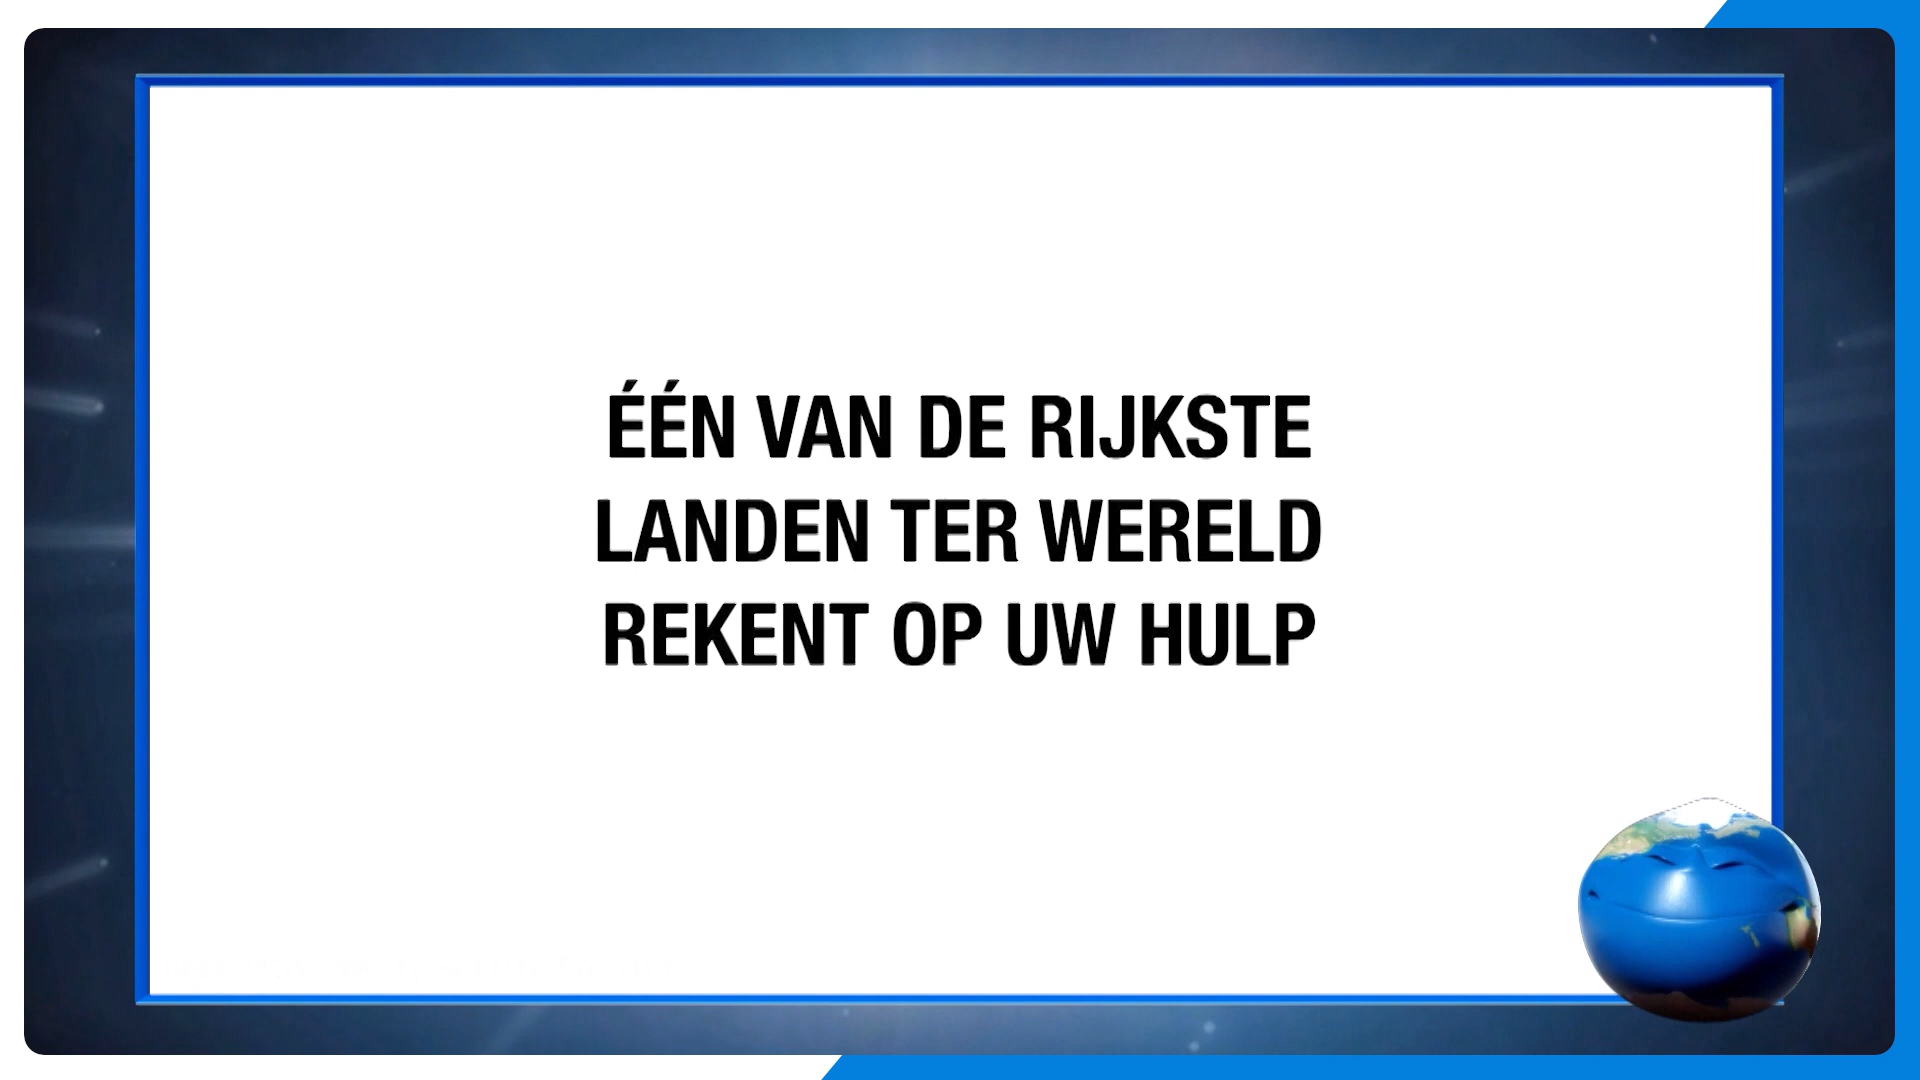 ÉÉN VAN DE RIJKSTE
LANDEN TER WERELD
REKENT OP UW HULP